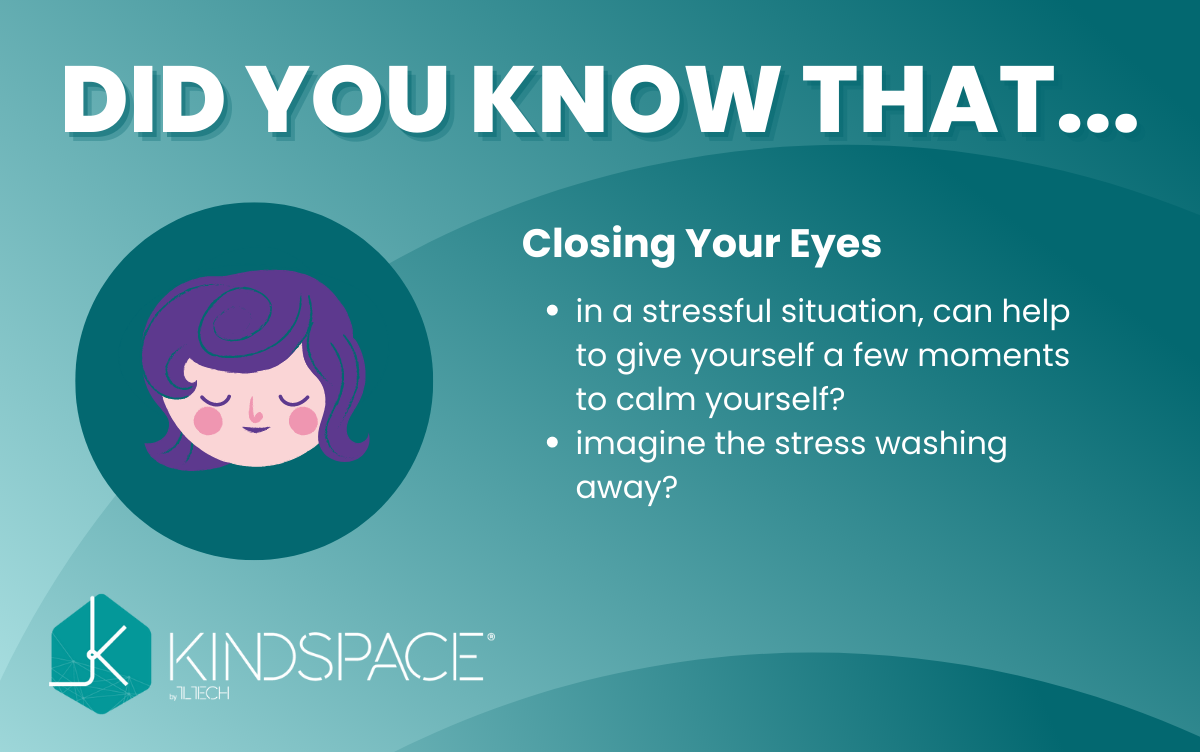 DID YOU KNOW THAT...
Closing Your Eyes
• in a stressful situation, can help
to give yourself a few moments
to calm yourself?
• imagine the stress washing
away?
KINDSPACE®
by 1LTECH